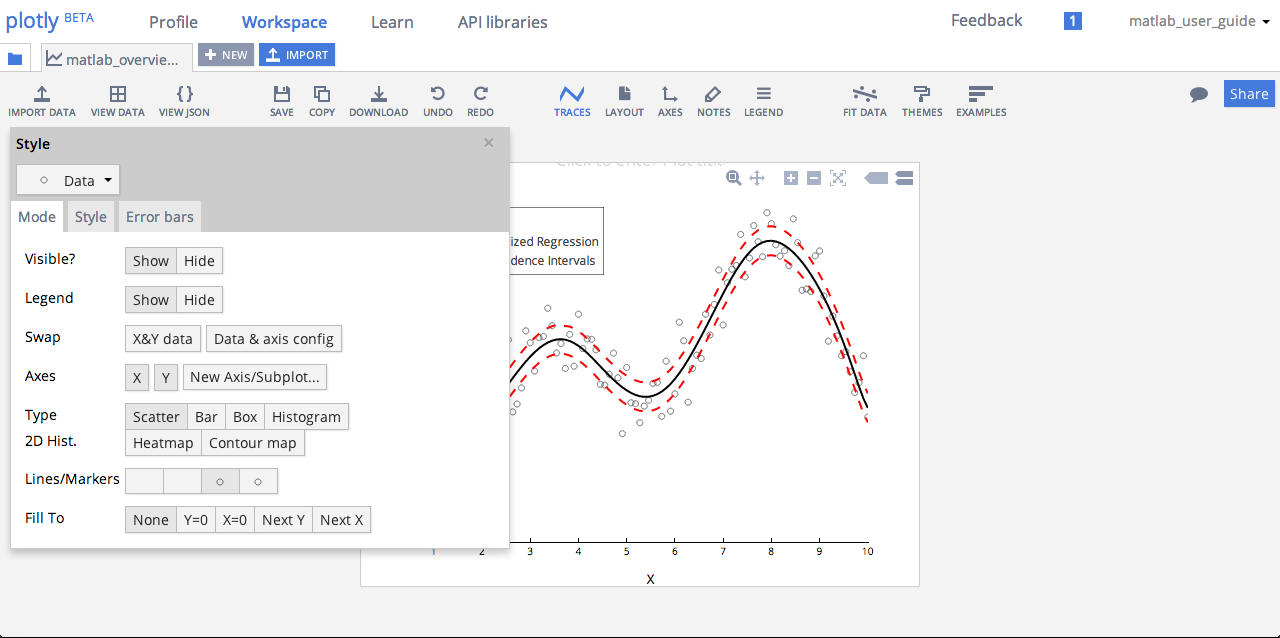 plotly BETA Profile Workspace Learn API libraries Feedback 1 matlab_user_guide
matlab_overvie... NEW IMPORT
IMPORT DATA VIEW DATA VIEW JSON SAVE COPY DOWNLOAD UNDO REDO TRACES LAYOUT AXES NOTES LEGEND FIT DATA THEMES EXAMPLES Share
Style
Click to enter Plot title
Data
Mode Style Error bars
Visible? Show Hide
Legend Show Hide
Swap X&Y data Data & axis config
Axes X Y New Axis/Subplot...
Type Scatter Bar Box Histogram
2D Hist. Heatmap Contour map
Lines/Markers
Fill To None Y=0 X=0 Next Y Next X
ized Regression
dence Intervals
1 2 3 4 5 6 7 8 9 10
X